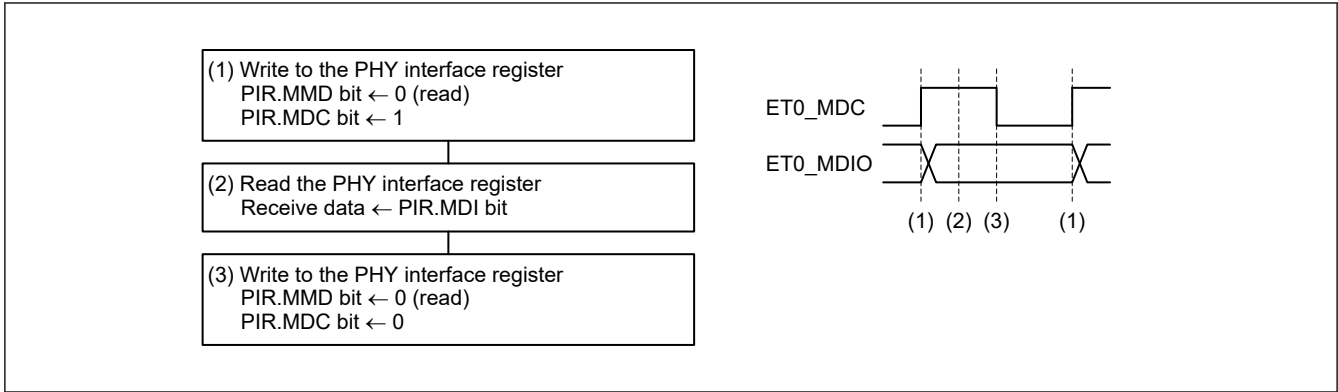 (1) Write to the PHY interface register
PIR.MMD bit ← 0 (read)
PIR.MDC bit ← 1
(2) Read the PHY interface register
Receive data ← PIR.MDI bit
(3) Write to the PHY interface register
PIR.MMD bit ← 0 (read)
PIR.MDC bit ← 0
ET0_MDC
ET0_MDIO
(1) (2) (3) (1)